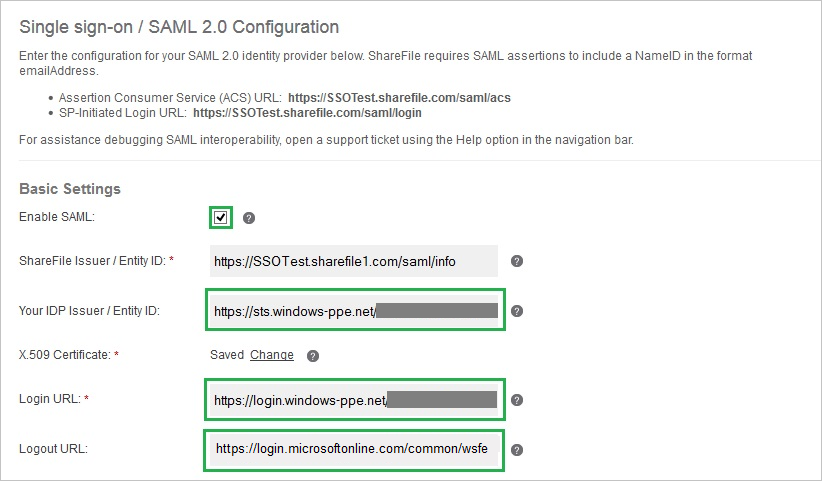 Single sign-on / SAML 2.0 Configuration
Enter the configuration for your SAML 2.0 identity provider below. ShareFile requires SAML assertions to include a NameID in the format
emailAddress.
• Assertion Consumer Service (ACS) URL: https://SSOTest.sharefile.com/saml/acs
• SP-Initiated Login URL: https://SSOTest.sharefile.com/saml/login
For assistance debugging SAML interoperability, open a support ticket using the Help option in the navigation bar.
Basic Settings
Enable SAML: ?
ShareFile Issuer / Entity ID: * https://SSOTest.sharefile1.com/saml/info ?
Your IDP Issuer / Entity ID: https://sts.windows-ppe.net/ ?
X.509 Certificate: * Saved Change ?
Login URL: * https://login.windows-ppe.net/ ?
Logout URL: https://login.microsoftonline.com/common/wsfe ?